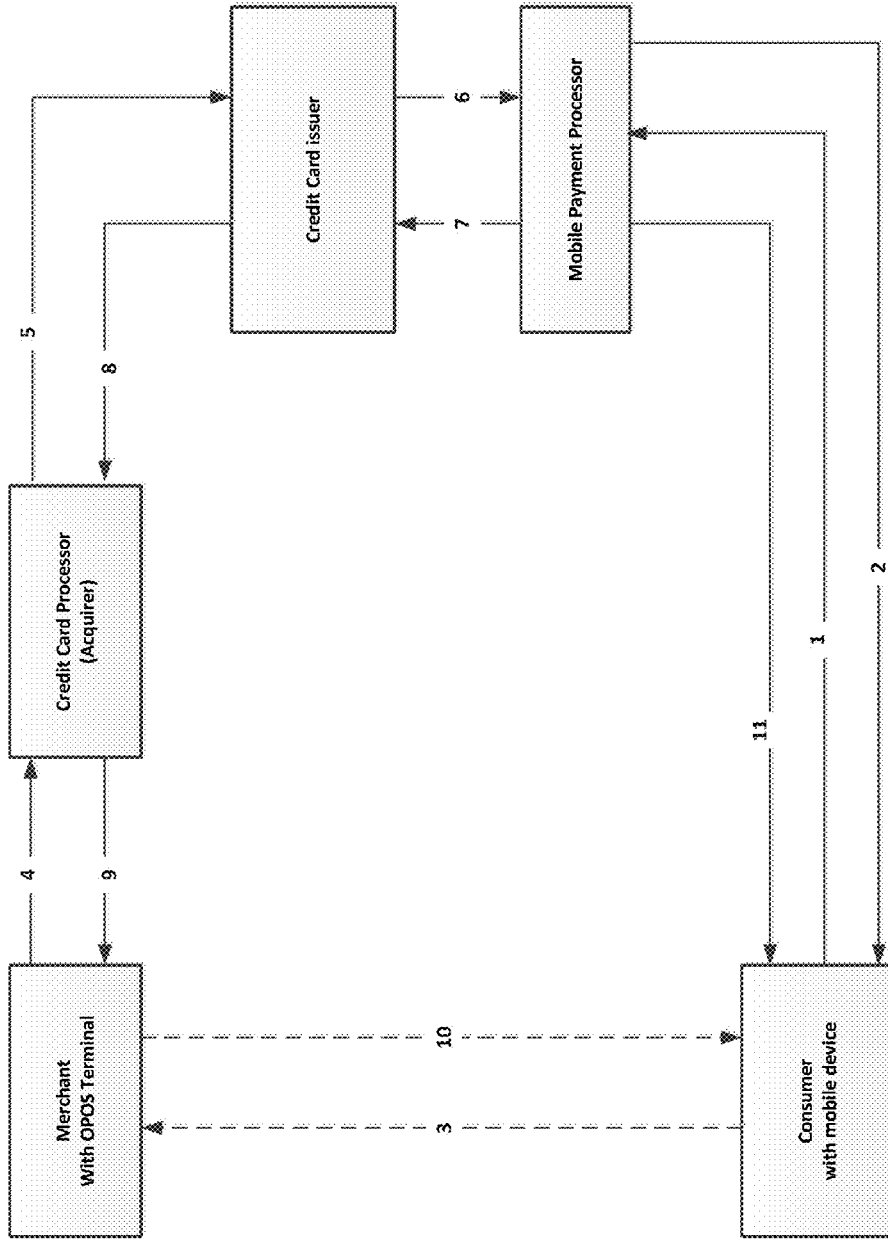 4
5
Merchant
With OPOS Terminal
Credit Card Processor
(Acquirer)
9
8
Credit Card issuer
3
10
7
6
Mobile Payment Processor
11
Consumer
with mobile device
1
2